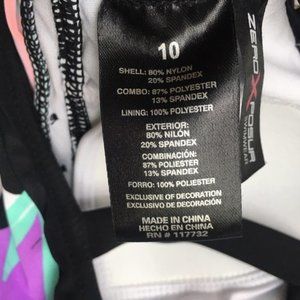 10
SHELL: 80% NYLON
20% SPANDEX
COMBO: 87% POLYESTER
13% SPANDEX
LINING: 100% POLYESTER
EXTERIOR:
80% NILON
20% SPANDEX
COMBINACIÓN:
87% POLIESTER
13% SPANDEX
FORRO: 100% POLIESTER
EXCLUSIVE OF DECORATION
EXCLUSIVO DE DECORACIÓN
MADE IN CHINA
HECHO EN CHINA
RN # 117732
ZEROXPOSUR
SWIMWEAR